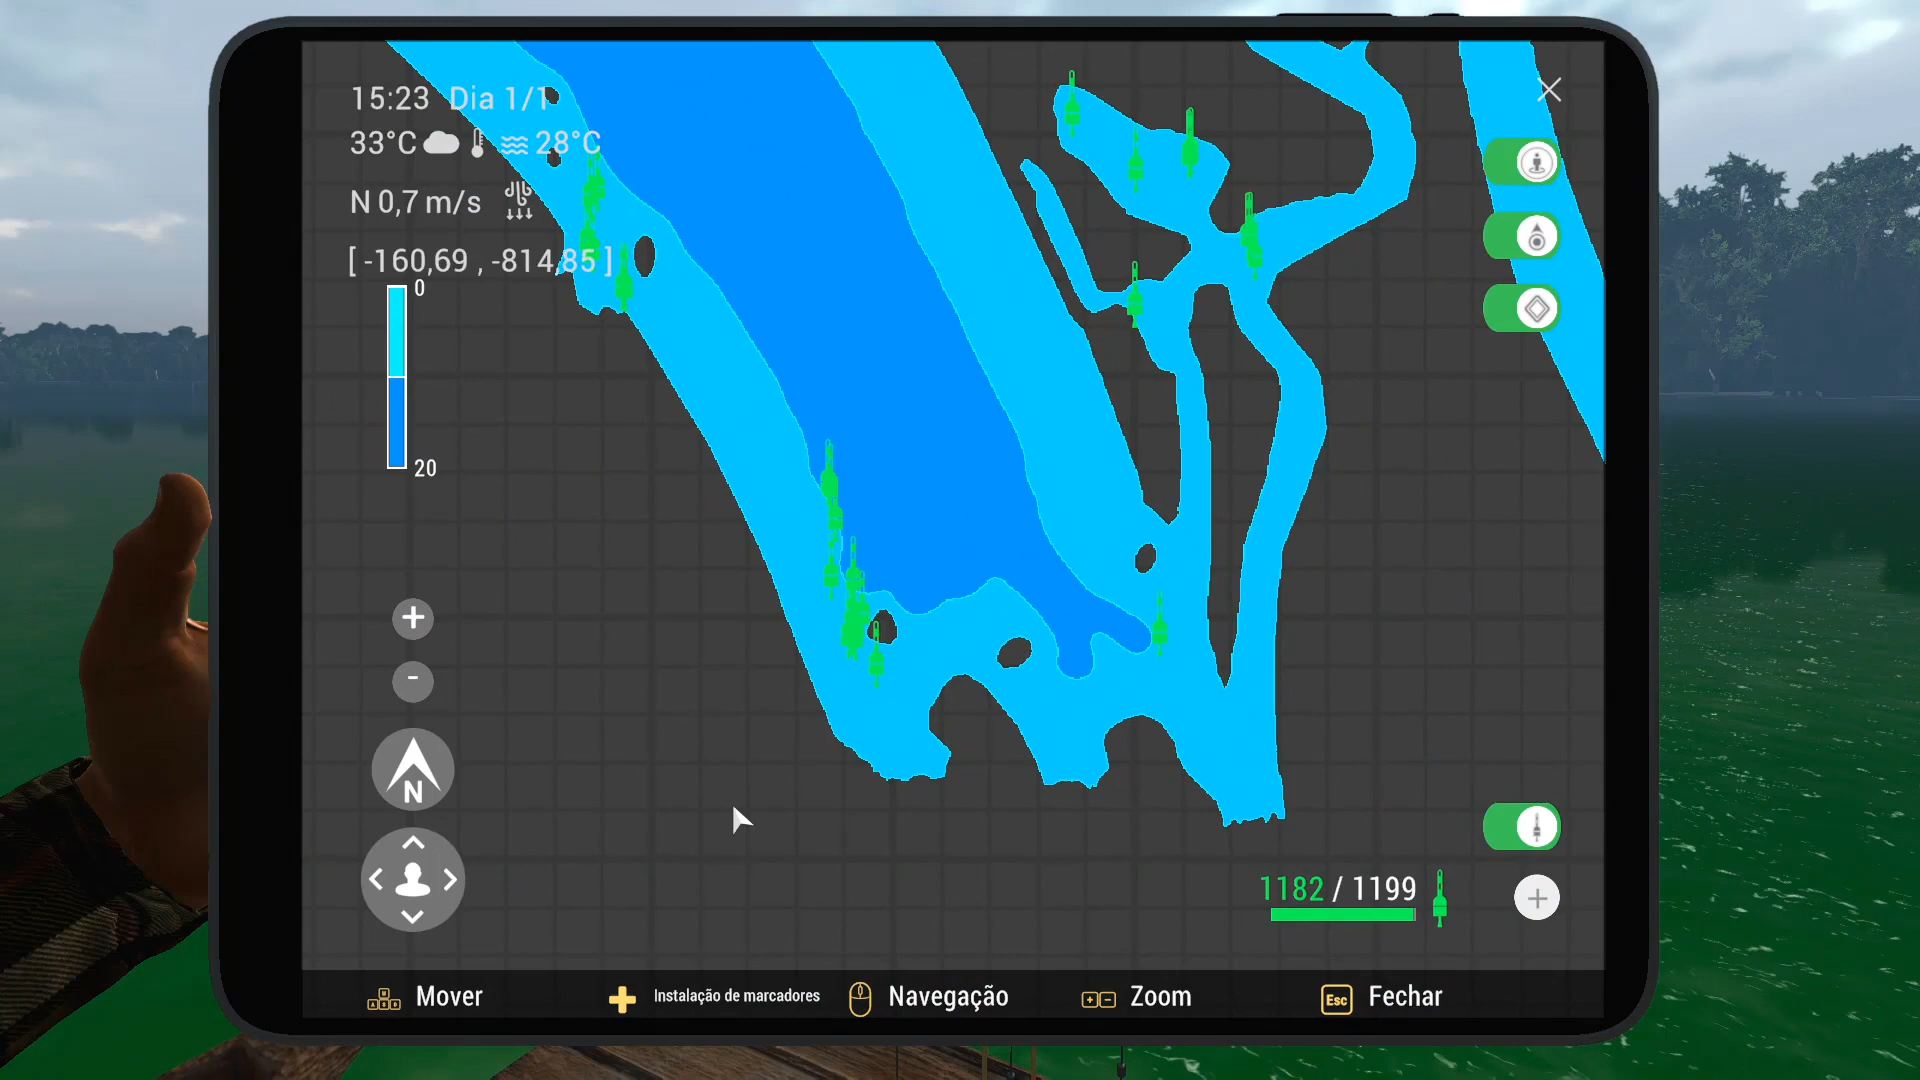 15:23 Dia 1/1
33°C 28°C
N 0,7 m/s
[ -160,69 , -814,85 ]
0
20
+
-
N
1182 / 1199
+
Mover
Instalação de marcadores
Navegação
Zoom
Esc Fechar